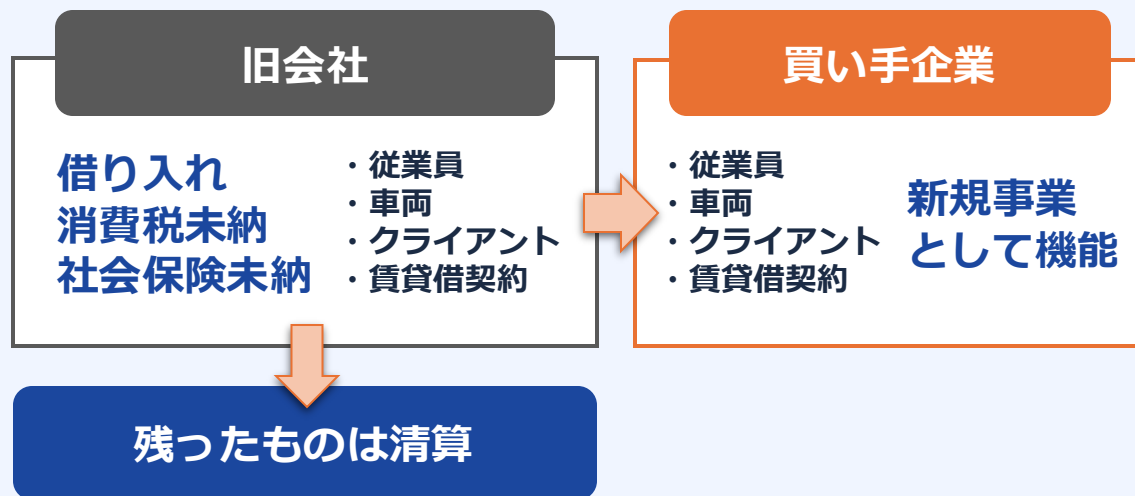 旧会社
借り入れ
消費税未納
社会保険未納
・従業員
・車両
・クライアント
・賃貸借契約
買い手企業
・従業員
・車両
・クライアント
・賃貸借契約
新規事業
として機能
残ったものは清算